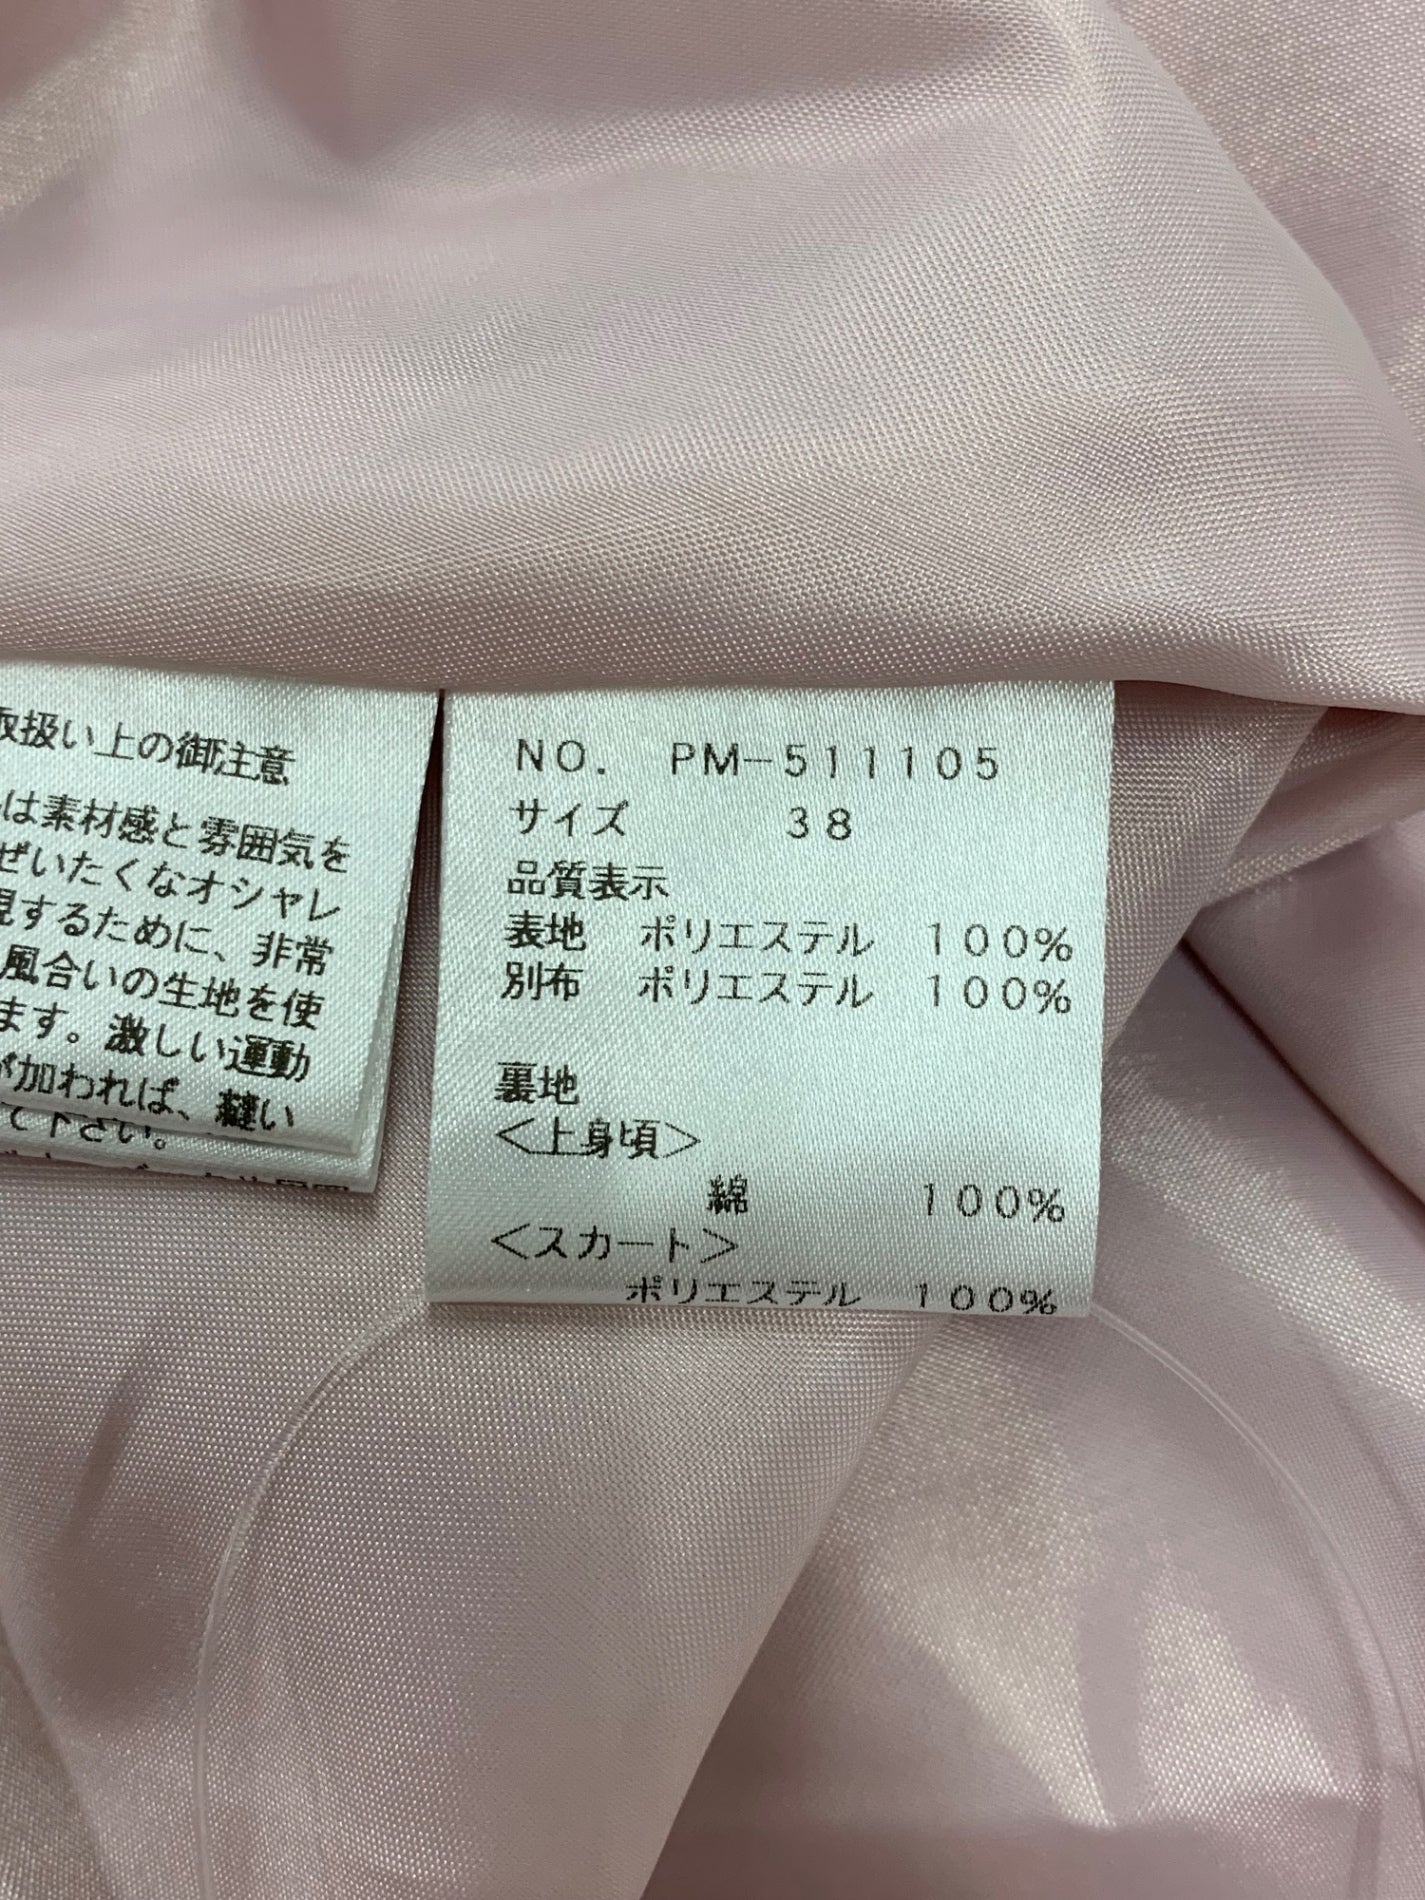 取扱い上の御注意
は素材感と雰囲気を
ぜいたくなオシャレ
現するために、非常
風合いの生地を使
ます。激しい運動
が加われば、縫い
て下さい。
NO. PM-511105
サイズ 38
品質表示
表地 ポリエステル 100%
別布 ポリエステル 100%
裏地
<上身頃>
綿 100%
<スカート>
ポリエステル 100%